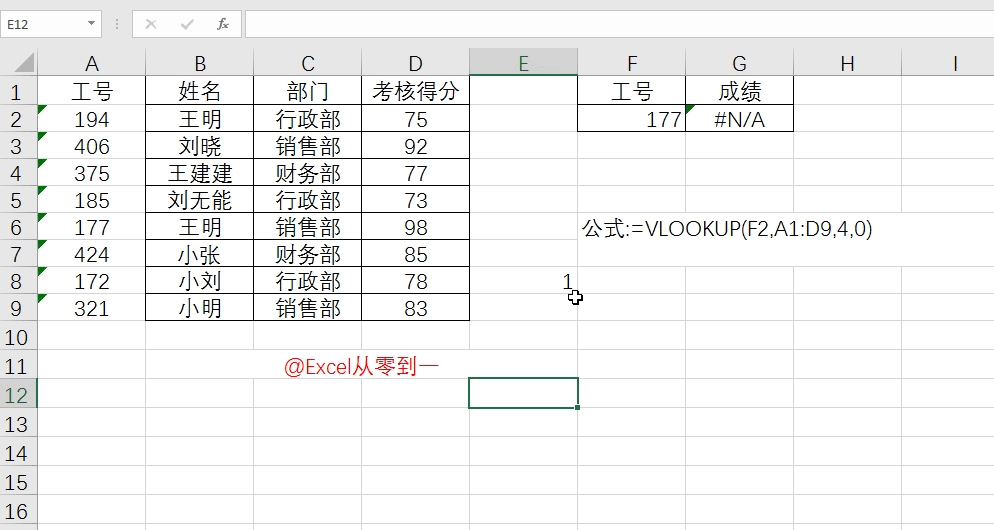 E12 fx
A B C D E F G H I
1 工号 姓名 部门 考核得分 工号 成绩
2 194 王明 行政部 75 177 #N/A
3 406 刘晓 销售部 92
4 375 王建建 财务部 77
5 185 刘无能 行政部 73
6 177 王明 销售部 98 公式:=VLOOKUP(F2,A1:D9,4,0)
7 424 小张 财务部 85
8 172 小刘 行政部 78 1
9 321 小明 销售部 83
10
11 @Excel从零到一
12
13
14
15
16